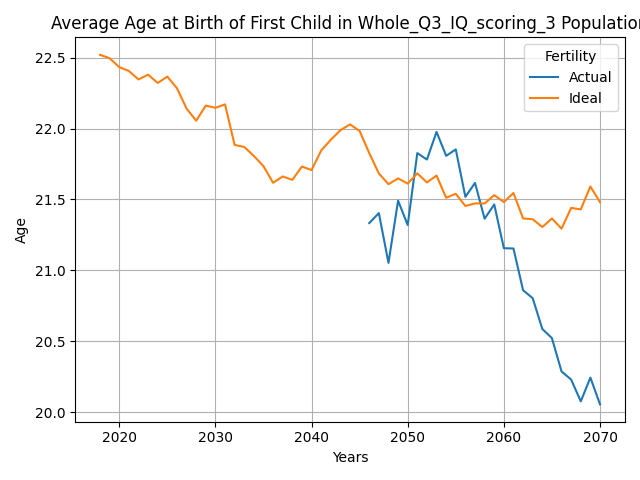 Average Age at Birth of First Child in Whole_Q3_IQ_scoring_3 Population
Fertility
Actual
Ideal
22.5
22.0
21.5
21.0
20.5
20.0
Age
2020 2030 2040 2050 2060 2070
Years